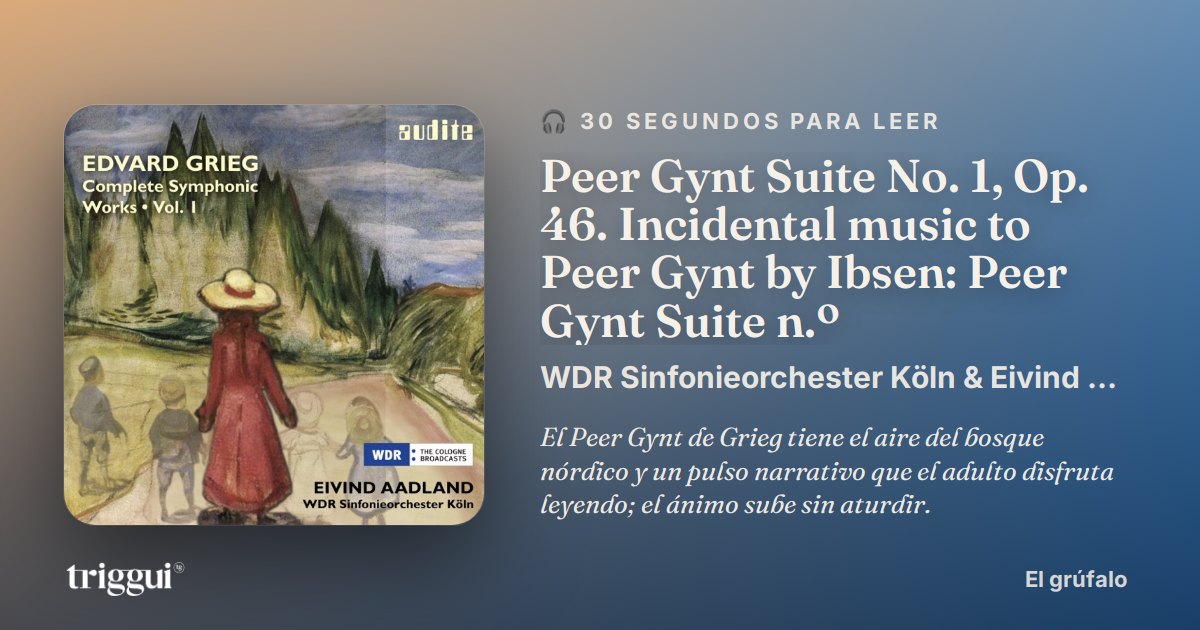 audite
EDVARD GRIEG
Complete Symphonic
Works • Vol. 1
WDR
THE COLOGNE
BROADCASTS
EIVIND AADLAND
WDR Sinfonieorchester Köln
30 SEGUNDOS PARA LEER
Peer Gynt Suite No. 1, Op.
46. Incidental music to
Peer Gynt by Ibsen: Peer
Gynt Suite n.º
WDR Sinfonieorchester Köln & Eivind ...
El Peer Gynt de Grieg tiene el aire del bosque
nórdico y un pulso narrativo que el adulto disfruta
leyendo; el ánimo sube sin aturdir.
triggui
El grúfalo